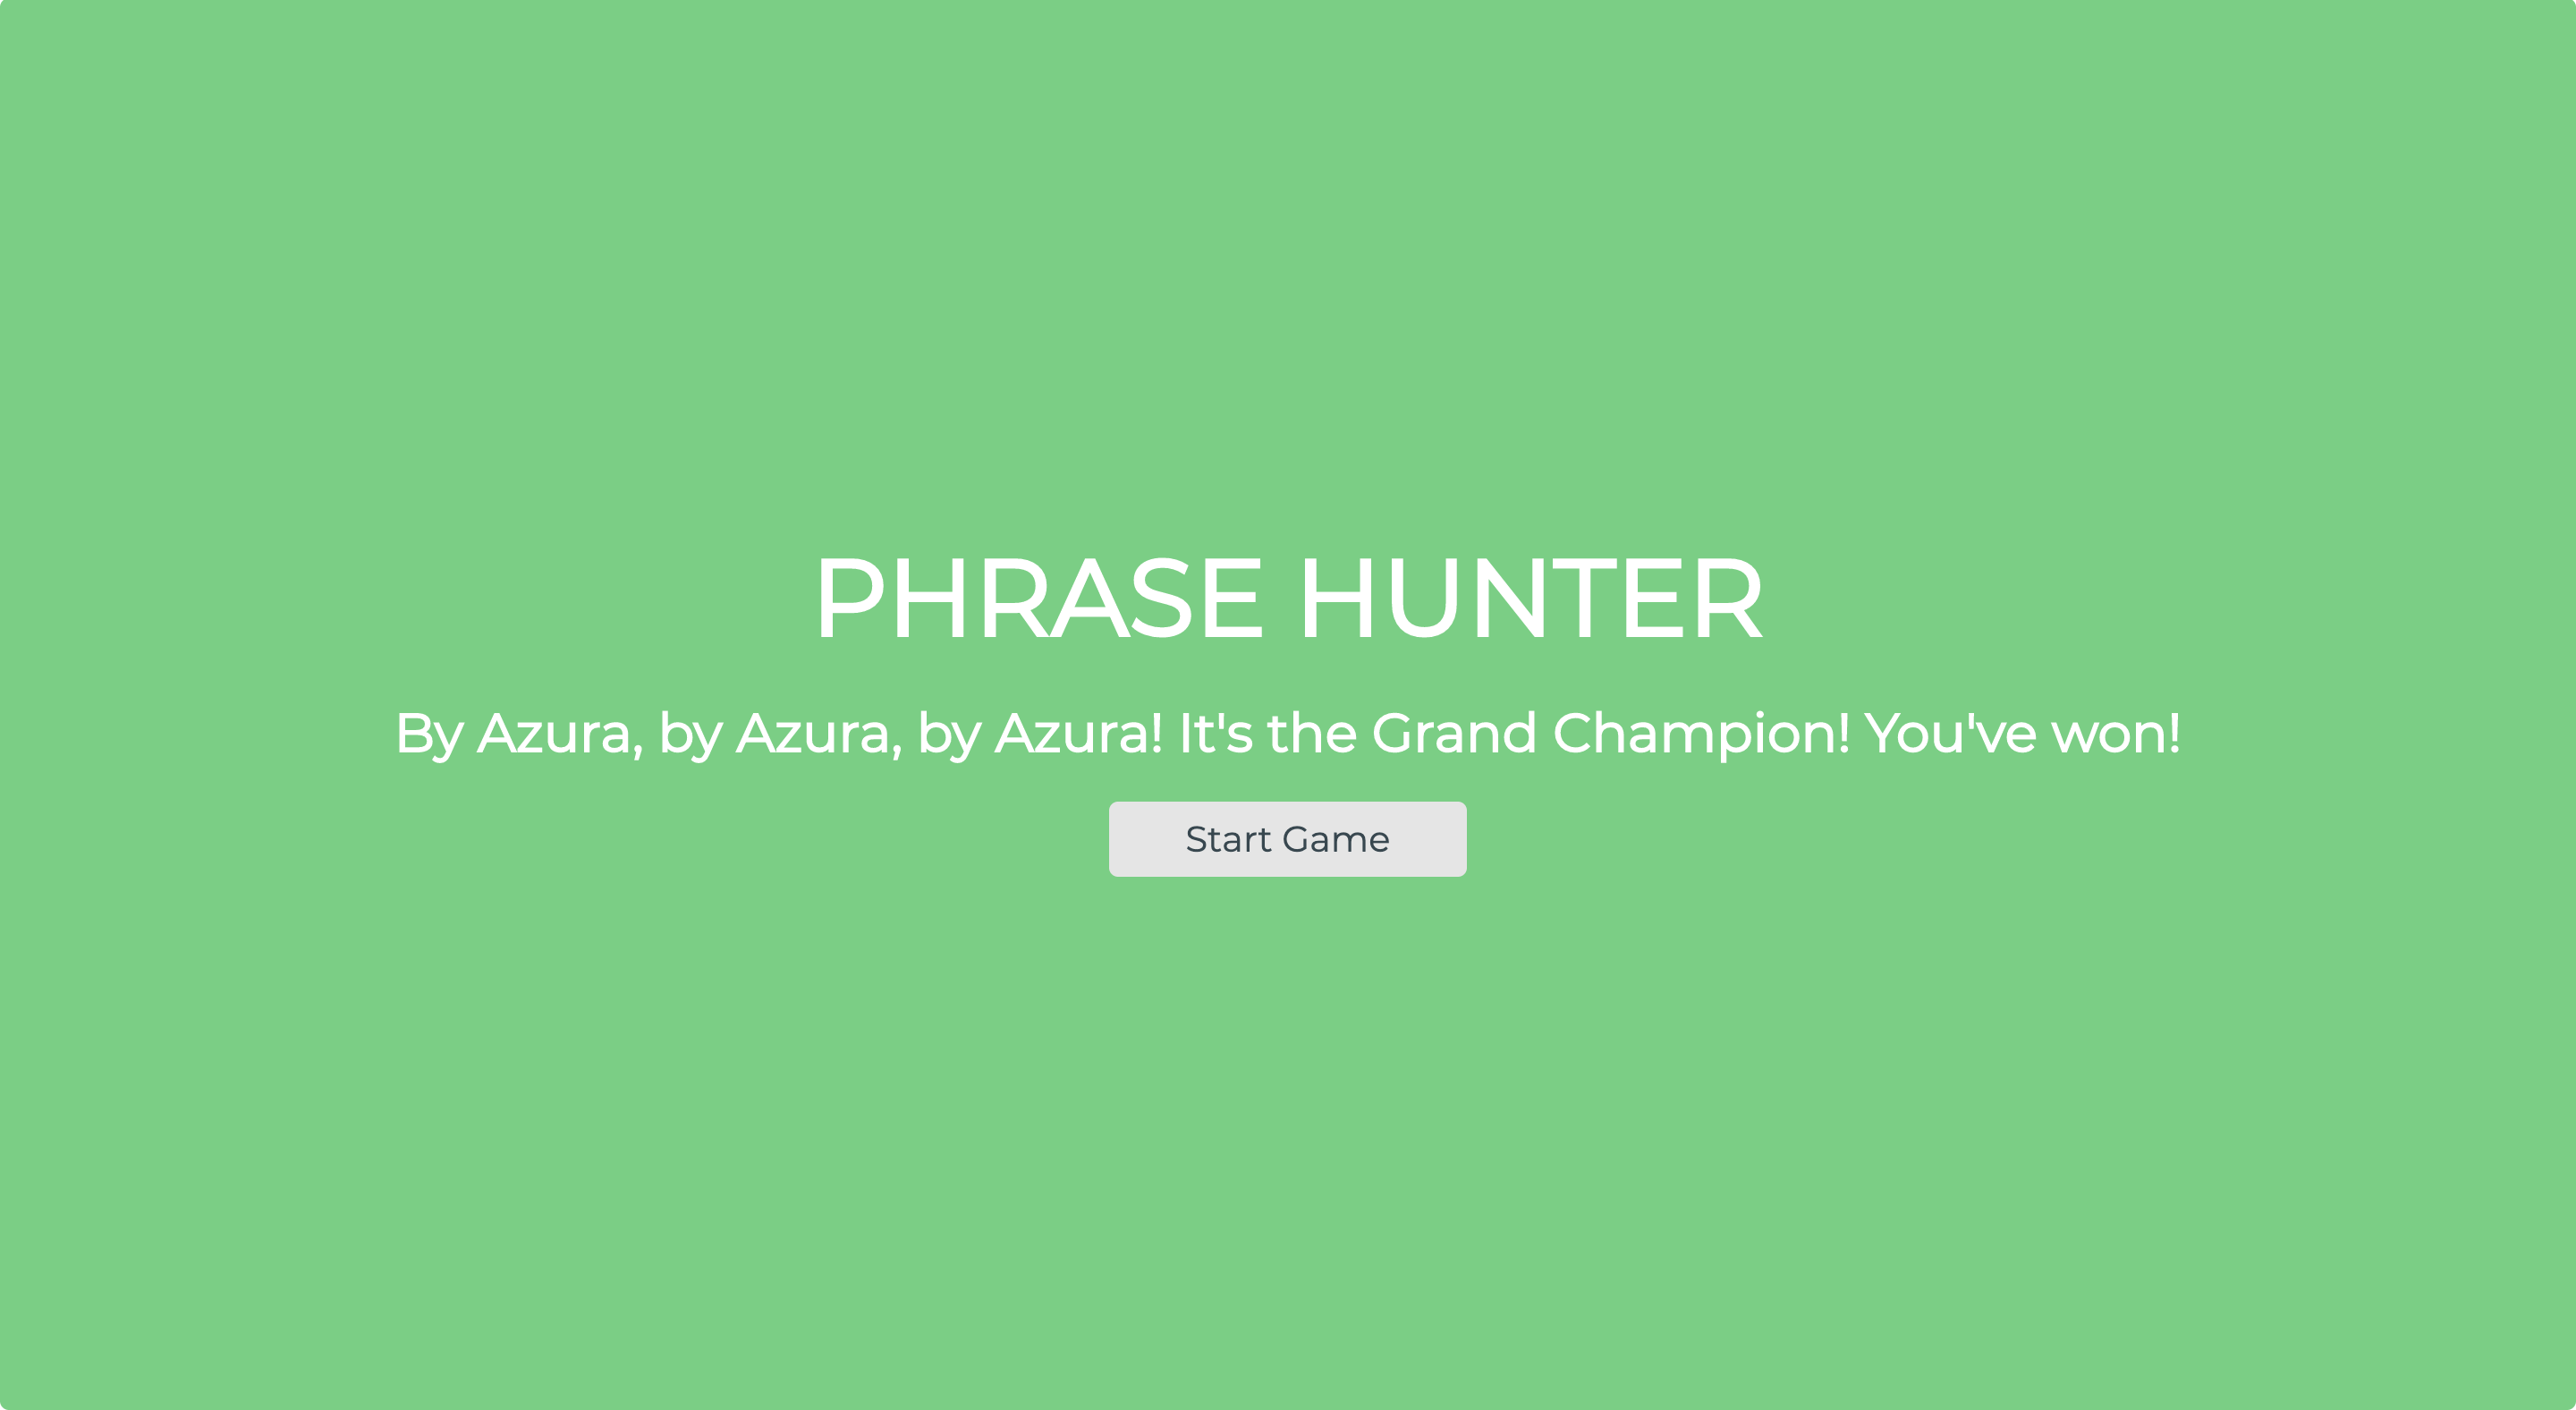 PHRASE HUNTER
By Azura, by Azura, by Azura! It's the Grand Champion! You've won!
Start Game